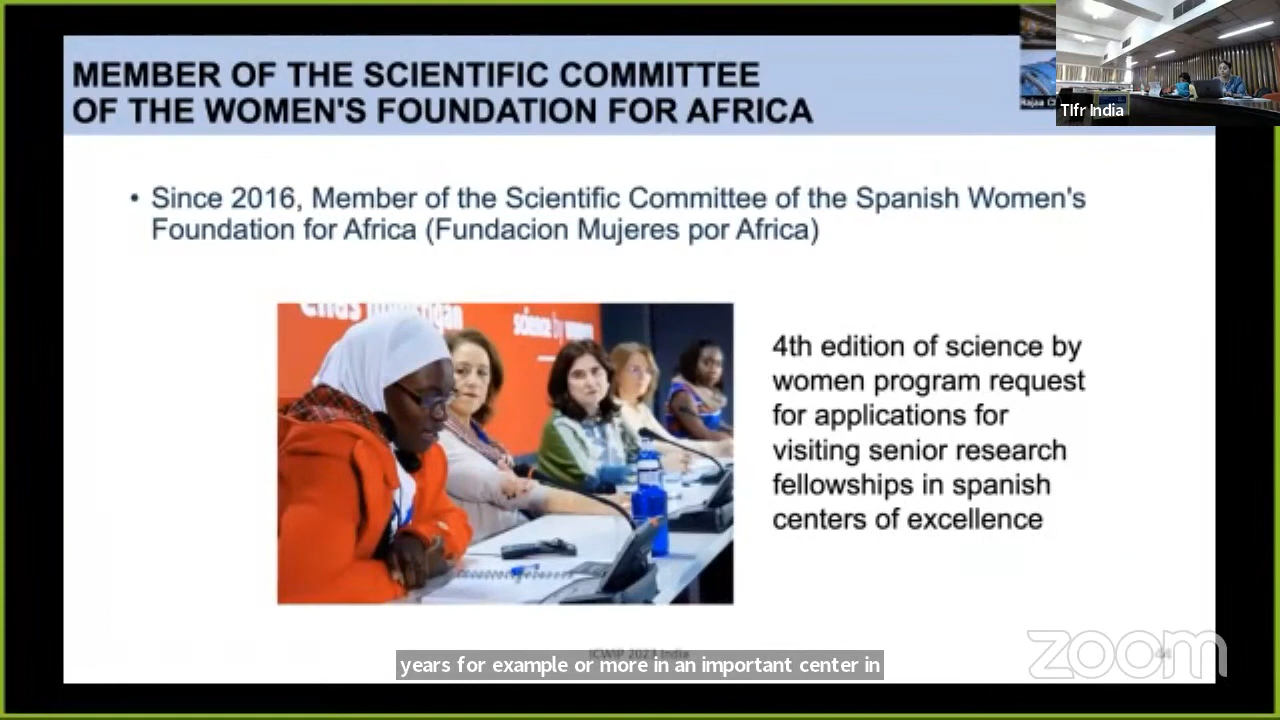 MEMBER OF THE SCIENTIFIC COMMITTEE
OF THE WOMEN'S FOUNDATION FOR AFRICA
TIfr India
• Since 2016, Member of the Scientific Committee of the Spanish Women's
Foundation for Africa (Fundacion Mujeres por Africa)
science by women
4th edition of science by
women program request
for applications for
visiting senior research
fellowships in spanish
centers of excellence
years for example or more in an important center in
zoom